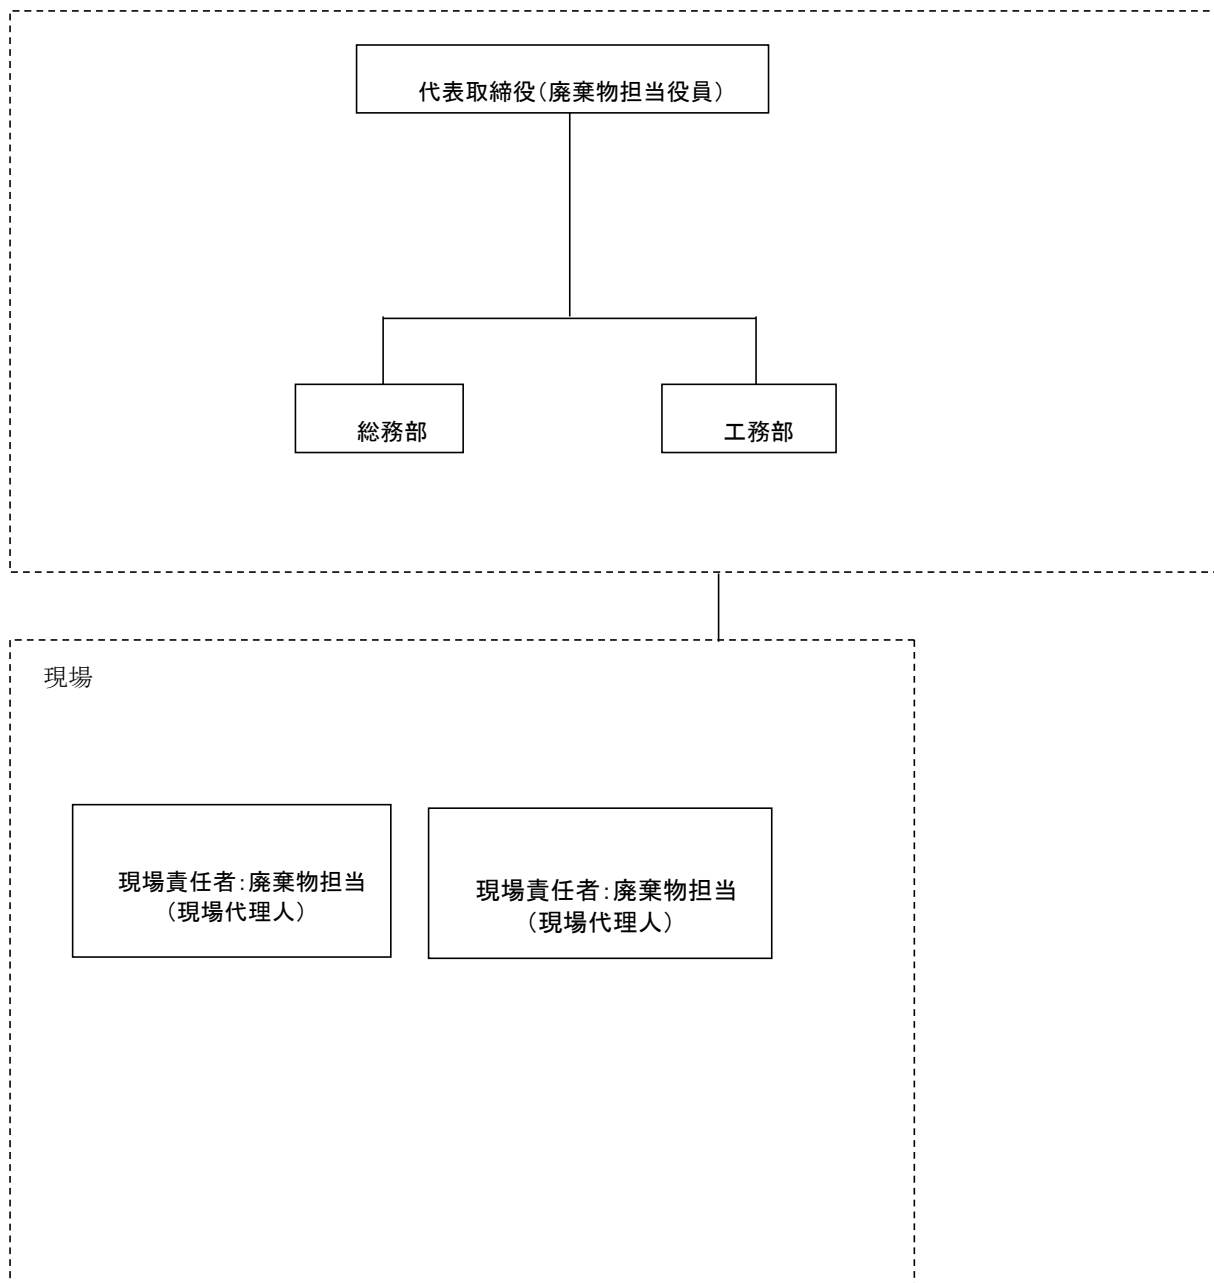 代表取締役（廃棄物担当役員）
総務部
工務部
現場
現場責任者：廃棄物担当
（現場代理人）
現場責任者：廃棄物担当
（現場代理人）